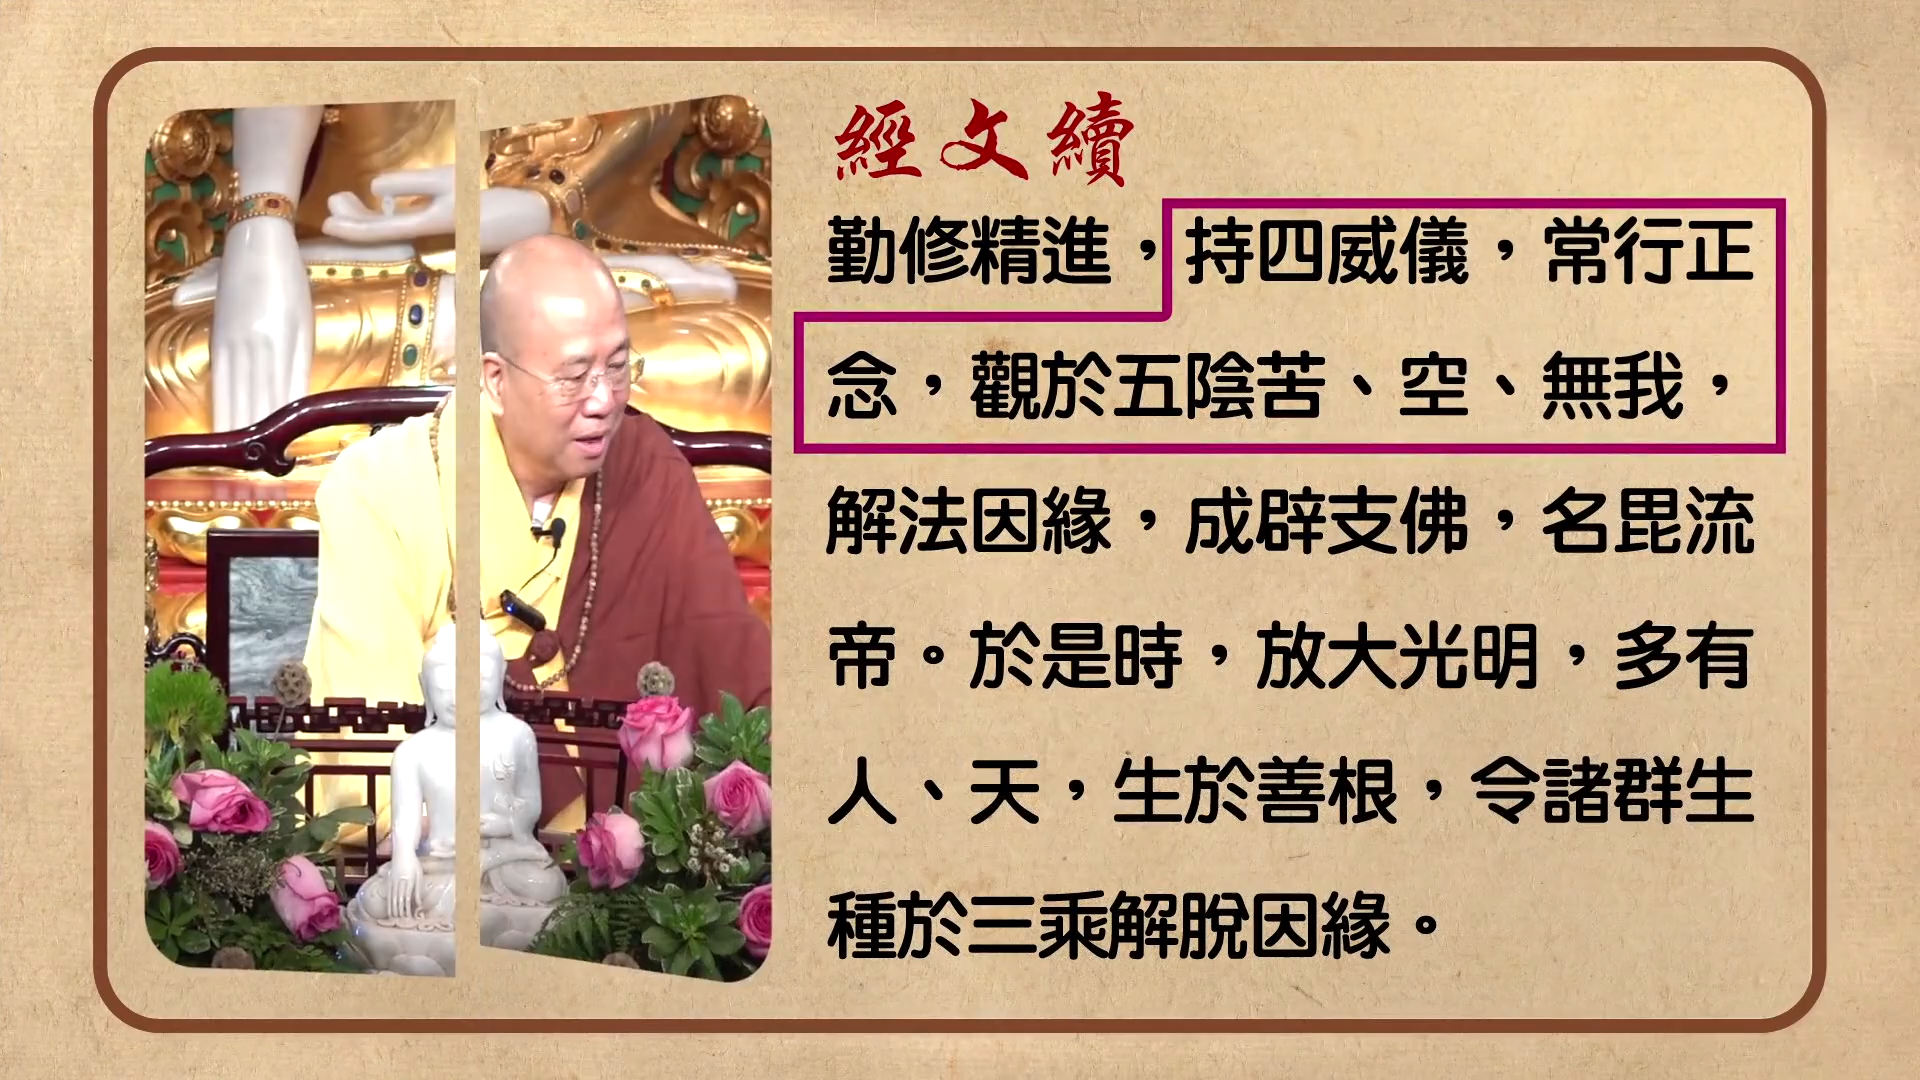 經文續
勤修精進，持四威儀，常行正
念，觀於五陰苦、空、無我，
解法因緣，成辟支佛，名毘流
帝。於是時，放大光明，多有
人、天，生於善根，令諸群生
種於三乘解脫因緣。